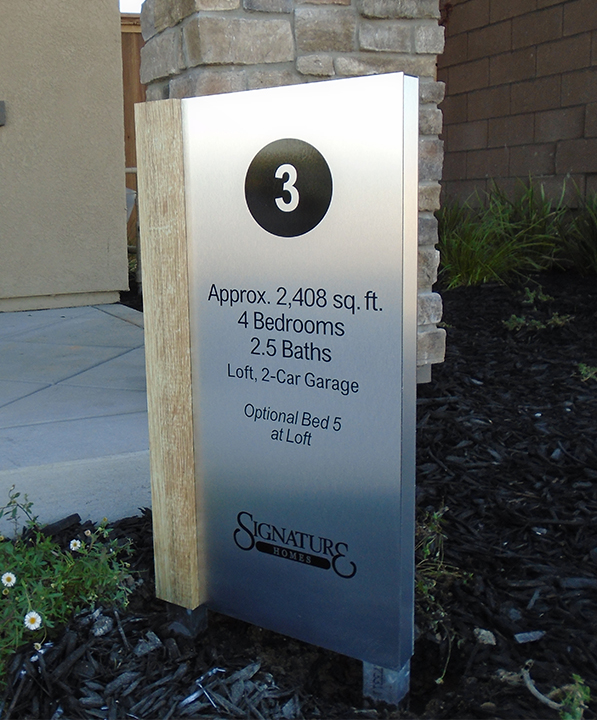 3
Approx. 2,408 sq. ft.
4 Bedrooms
2.5 Baths
Loft, 2-Car Garage
Optional Bed 5
at Loft
SIGNATURE
HOMES